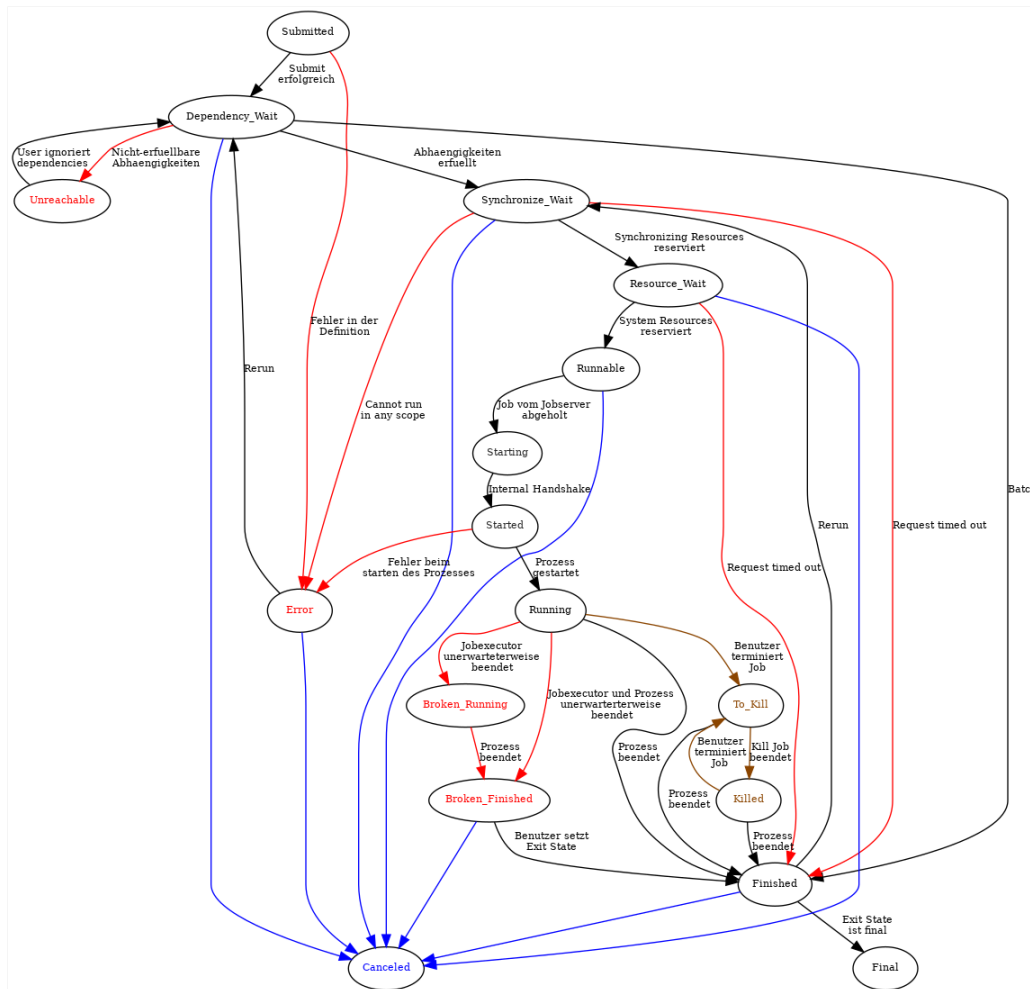 Submitted
Submit
erfolgreich
Dependency_Wait
User ignoriert
dependencies
Nicht-erfuellbare
Abhaengigkeiten
Abhaengigkeiten
erfuellt
Unreachable
Synchronize_Wait
Synchronizing Resources
reserviert
Resource_Wait
Fehler in der
Definition
System Resources
reserviert
Runnable
Rerun
Cannot run
in any scope
Job vom Jobserver
abgeholt
Starting
Internal Handshake
Batc
Started
Rerun
Request timed out
Fehler beim
starten des Prozesses
Prozess
gestartet
Request timed out
Error
Running
Jobexecutor
unerwarteterweise
beendet
Benutzer
terminiert
Job
Broken_Running
Jobexecutor und Prozess
unerwarterterweise
beendet
To_Kill
Prozess
beendet
Prozess
beendet
Benutzer
terminiert
Job
Kill Job
beendet
Broken_Finished
Prozess
beendet
Killed
Benutzer setzt
Exit State
Prozess
beendet
Finished
Exit State
ist final
Canceled
Final